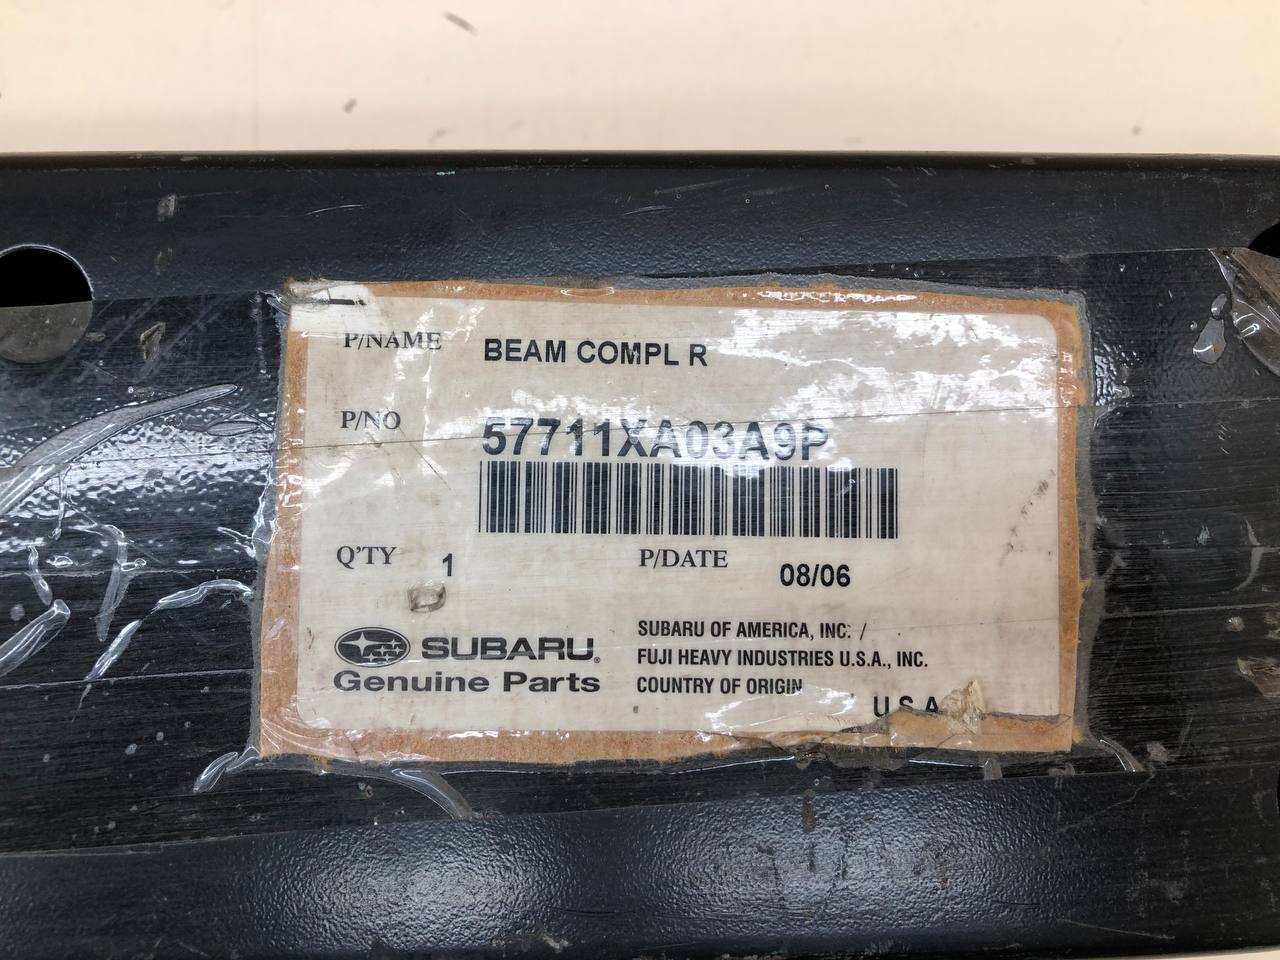 P/NAME BEAM COMPL R
P/NO 57711XA03A9P
Q'TY 1 P/DATE 08/06
SUBARU®
Genuine Parts
SUBARU OF AMERICA, INC. /
FUJI HEAVY INDUSTRIES U.S.A., INC.
COUNTRY OF ORIGIN
U S A